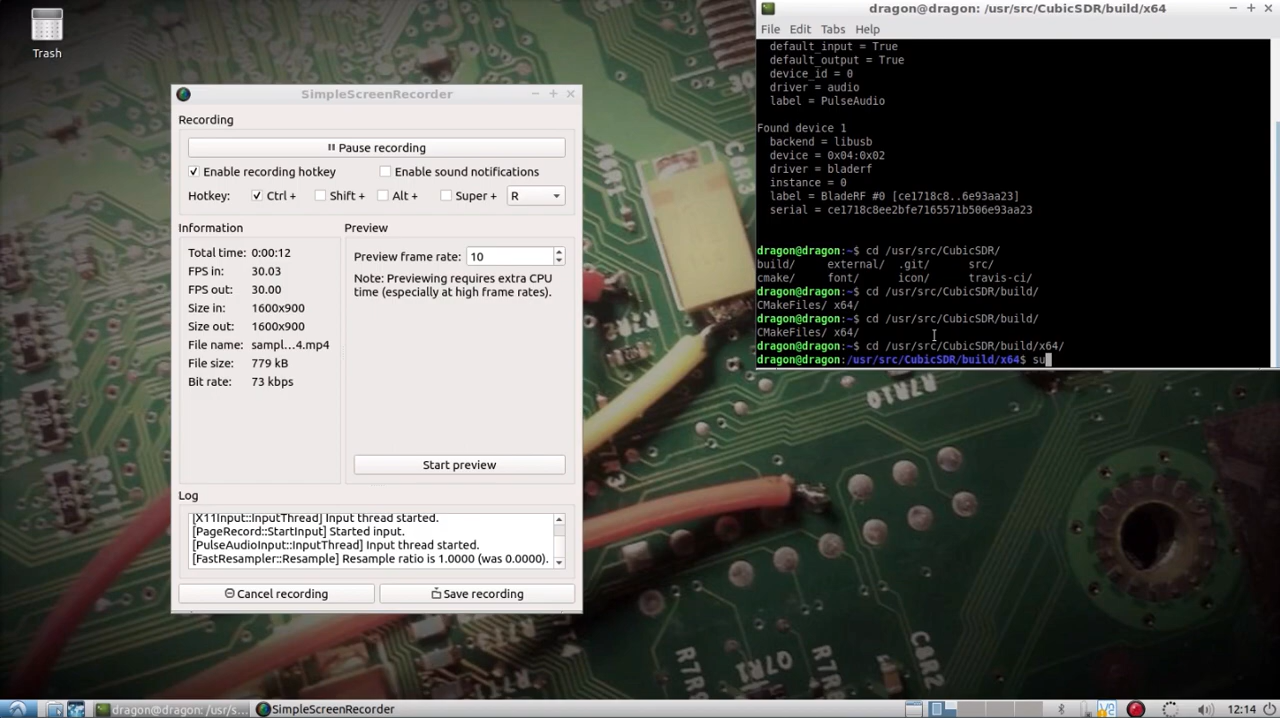 Trash
dragon@dragon: /usr/src/CubicSDR/build/x64
File Edit Tabs Help
default_input = True
default_output = True
device_id = 0
driver = audio
label = PulseAudio
Found device 1
backend = libusb
device = 0x04:0x02
driver = bladerf
instance = 0
label = BladeRF #0 [ce1718c8..6e93aa23]
serial = ce1718c8ee2bfe7165571b506e93aa23
dragon@dragon:~$ cd /usr/src/CubicSDR/
build/ external/ .git/ src/
cmake/ font/ icon/ travis-ci/
dragon@dragon:~$ cd /usr/src/CubicSDR/build/
CMakeFiles/ x64/
dragon@dragon:~$ cd /usr/src/CubicSDR/build/
CMakeFiles/ x64/
dragon@dragon:~$ cd /usr/src/CubicSDR/build/x64/
dragon@dragon:/usr/src/CubicSDR/build/x64$ su
SimpleScreenRecorder
Recording
Pause recording
Enable recording hotkey Enable sound notifications
Hotkey: Ctrl + Shift + Alt + Super + R
Information
Total time: 0:00:12
FPS in: 30.03
FPS out: 30.00
Size in: 1600x900
Size out: 1600x900
File name: sampl...4.mp4
File size: 779 kB
Bit rate: 73 kbps
Preview
Preview frame rate: 10
Note: Previewing requires extra CPU
time (especially at high frame rates).
Start preview
Log
[X11Input::InputThread] Input thread started.
[PageRecord::StartInput] Started input.
[PulseAudioInput::InputThread] Input thread started.
[FastResampler::Resample] Resample ratio is 1.0000 (was 0.0000).
Cancel recording Save recording
dragon@dragon: /usr/s... SimpleScreenRecorder 12:14